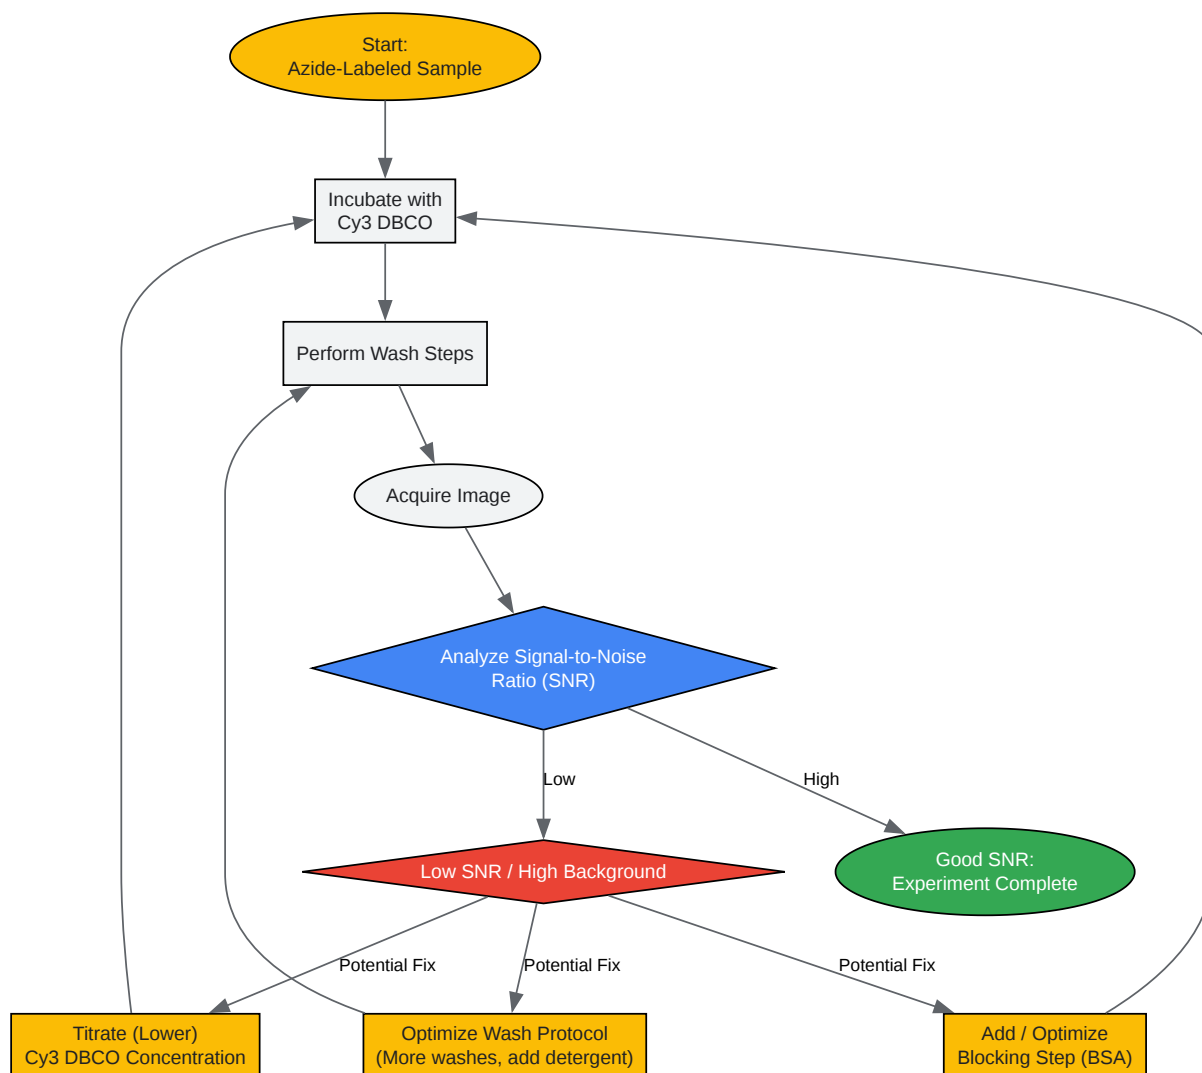 Start:
Azide-Labeled Sample
Incubate with
Cy3 DBCO
Perform Wash Steps
Acquire Image
Analyze Signal-to-Noise
Ratio (SNR)
Low
High
Low SNR / High Background
Good SNR:
Experiment Complete
Potential Fix
Potential Fix
Potential Fix
Titrate (Lower)
Cy3 DBCO Concentration
Optimize Wash Protocol
(More washes, add detergent)
Add / Optimize
Blocking Step (BSA)